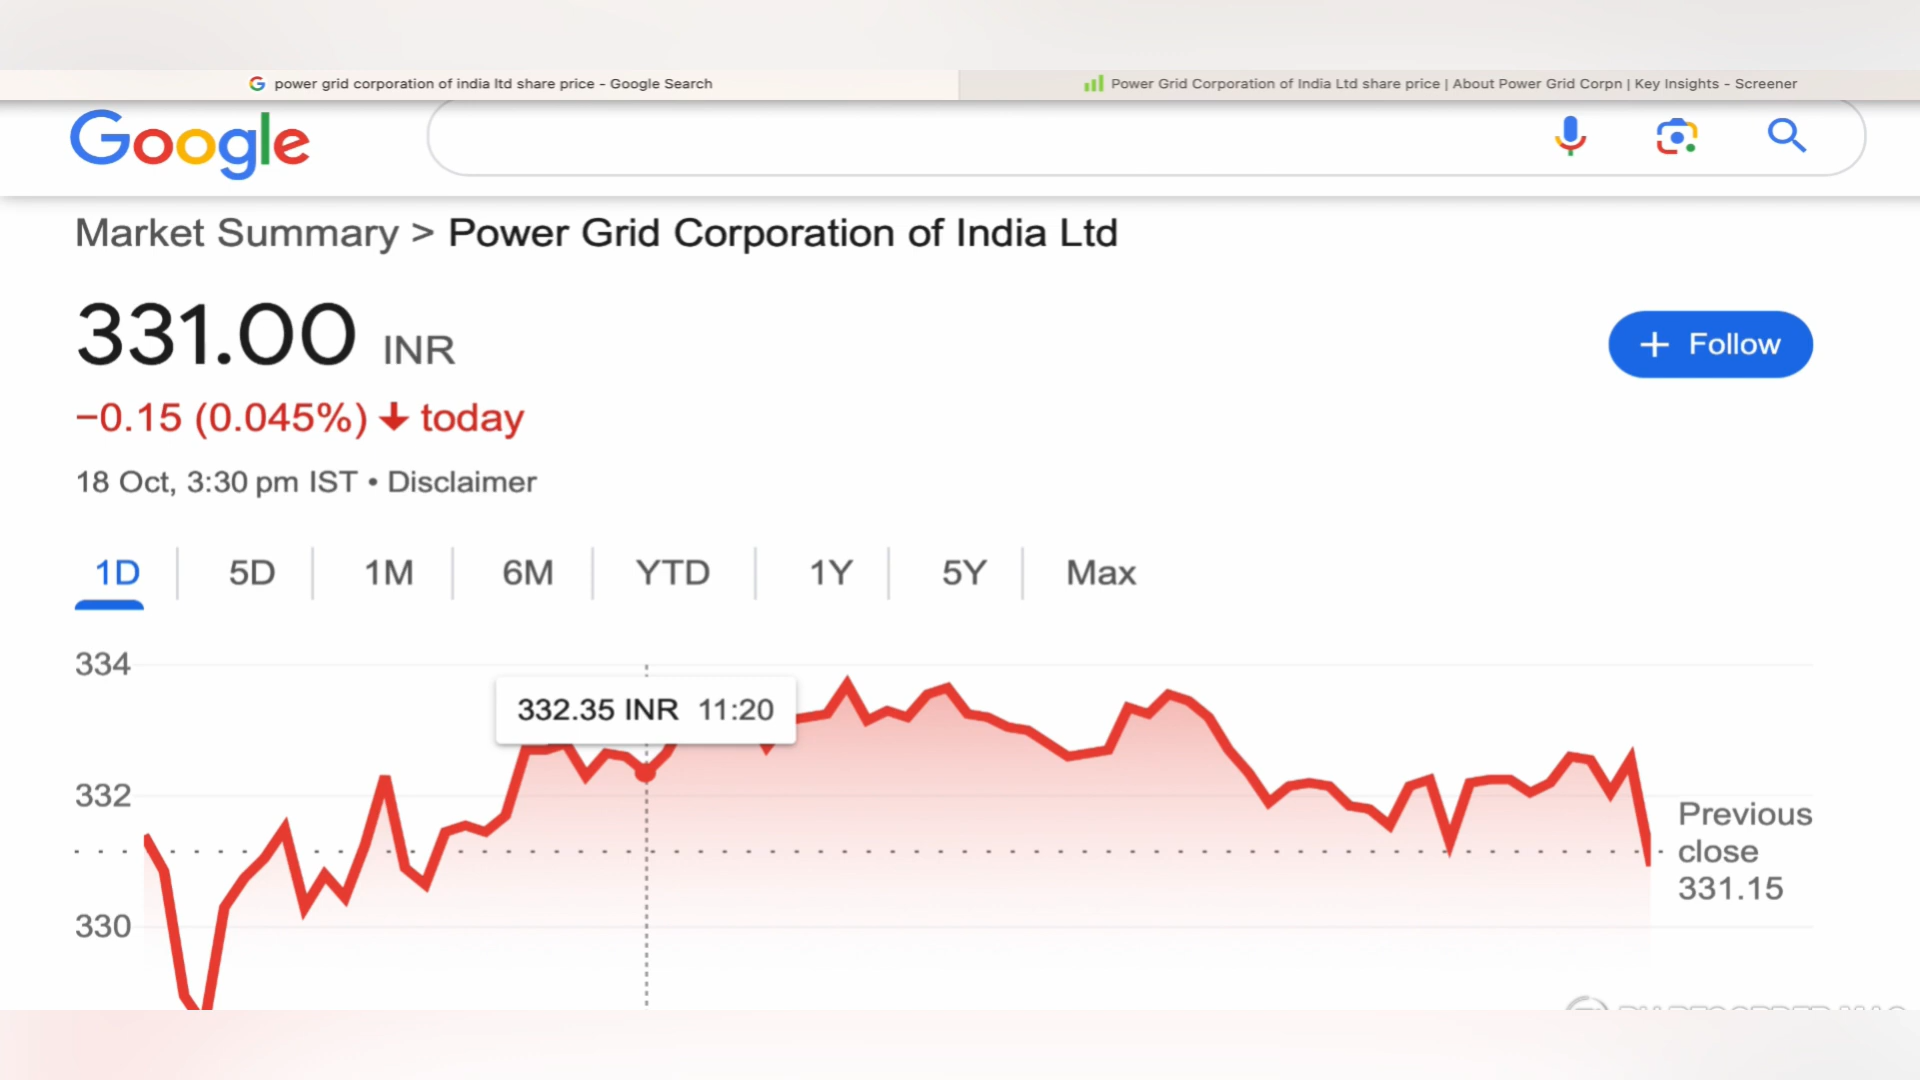 power grid corporation of india ltd share price - Google Search
Power Grid Corporation of India Ltd share price | About Power Grid Corpn | Key Insights - Screener
Google
Market Summary > Power Grid Corporation of India Ltd
331.00 INR
+ Follow
−0.15 (0.045%) ↓ today
18 Oct, 3:30 pm IST • Disclaimer
1D 5D 1M 6M YTD 1Y 5Y Max
334
332.35 INR 11:20
332
Previous
close
331.15
330